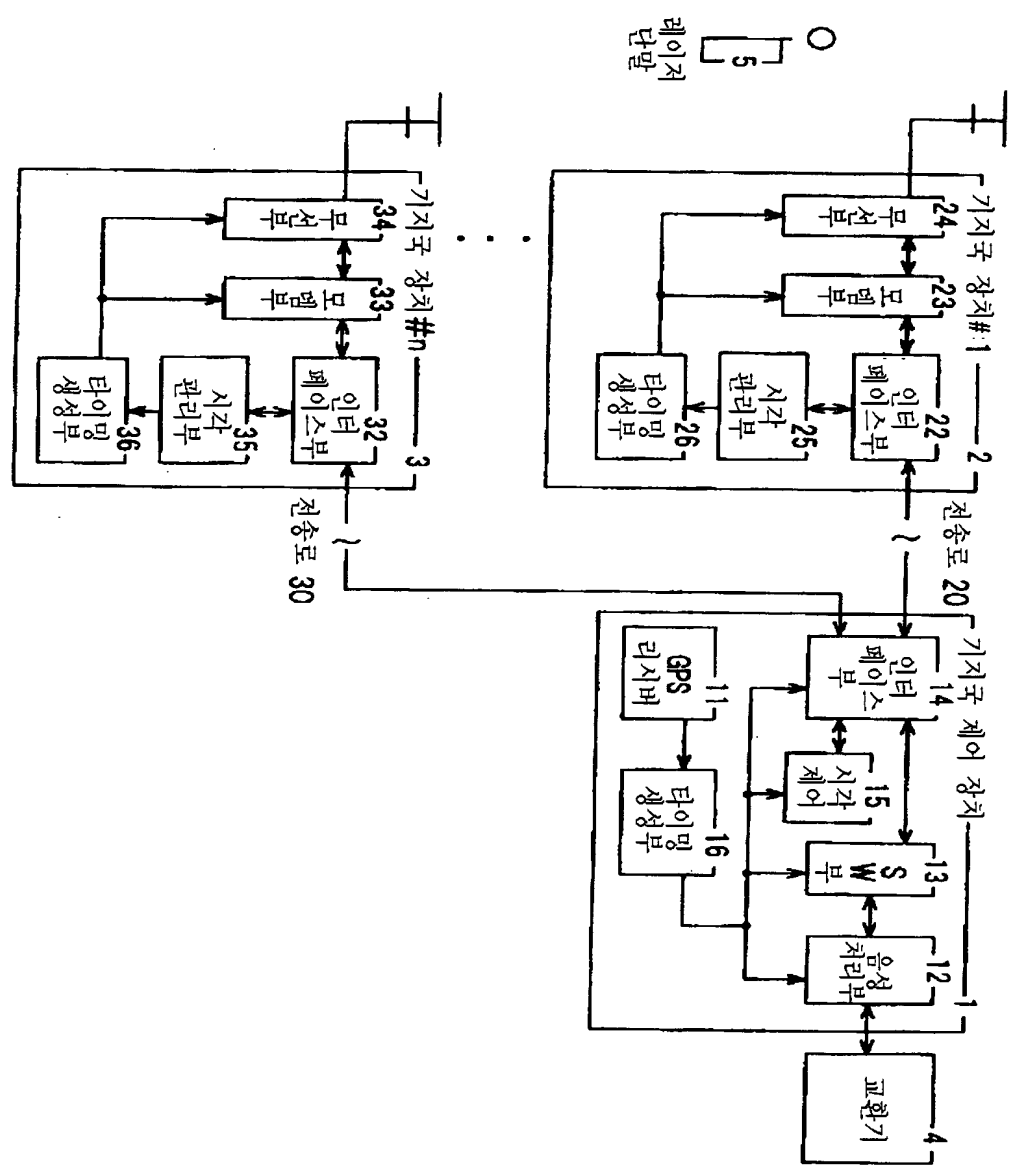 레이저
단말
5
기지국 장치#1
2
무선
부
24
모뎀
부
23
인터
페이스부
22
시각
관리부
25
타이밍
생성부
26
전송로 20
기지국 장치#n
3
무선
부
34
모뎀
부
33
인터
페이스부
32
시각
관리부
35
타이밍
생성부
36
전송로 30
기지국 제어 장치
1
인터
페이스
부
14
시각
제어
15
S
W
부
13
음성
처리부
12
GPS
리시버
11
타이밍
생성부
16
교환기
4